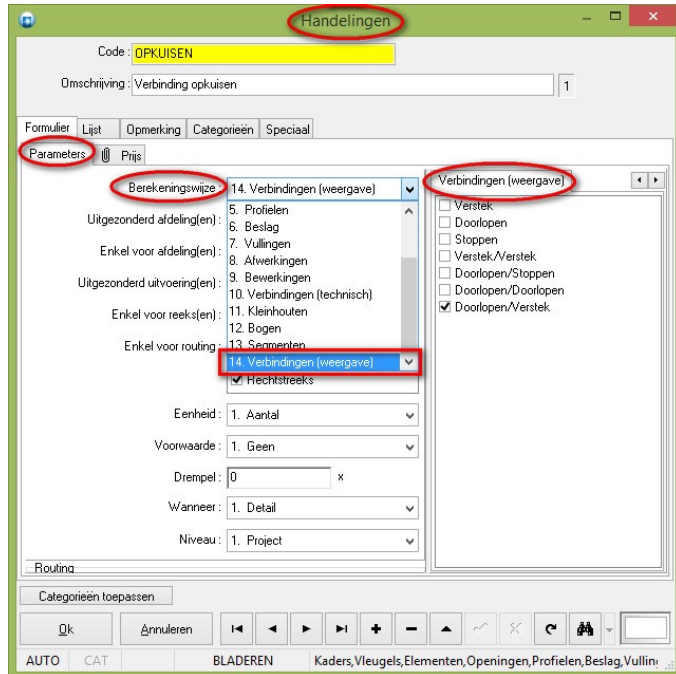 Handelingen
Code : OPKUISEN
Omschrijving : Verbinding opkuisen 1
Formulier Lijst Opmerking Categorieën Speciaal
Parameters Prijs
Berekeningswijze : 14. Verbindingen (weergave)
Uitgezonderd afdeling(en) :
Enkel voor afdeling(en) :
Uitgezonderd uitvoering(en) :
Enkel voor reeks(en) :
Enkel voor routing :
5. Profielen
6. Beslag
7. Vullingen
8. Afwerkingen
9. Bewerkingen
10. Verbindingen (technisch)
11. Kleinhouten
12. Bogen
13. Segmenten
14. Verbindingen (weergave)
Rechtstreeks
Eenheid : 1. Aantal
Voorwaarde : 1. Geen
Drempel : 0 x
Wanneer : 1. Detail
Niveau : 1. Project
Routing
Verbindingen (weergave)
Verstek
Doorlopen
Stoppen
Verstek/Verstek
Doorlopen/Stoppen
Doorlopen/Doorlopen
Doorlopen/Verstek
Categorieën toepassen
Ok Annuleren
AUTO CAT BLADEREN Kaders,Vleugels,Elementen,Openingen,Profielen,Beslag,Vulling